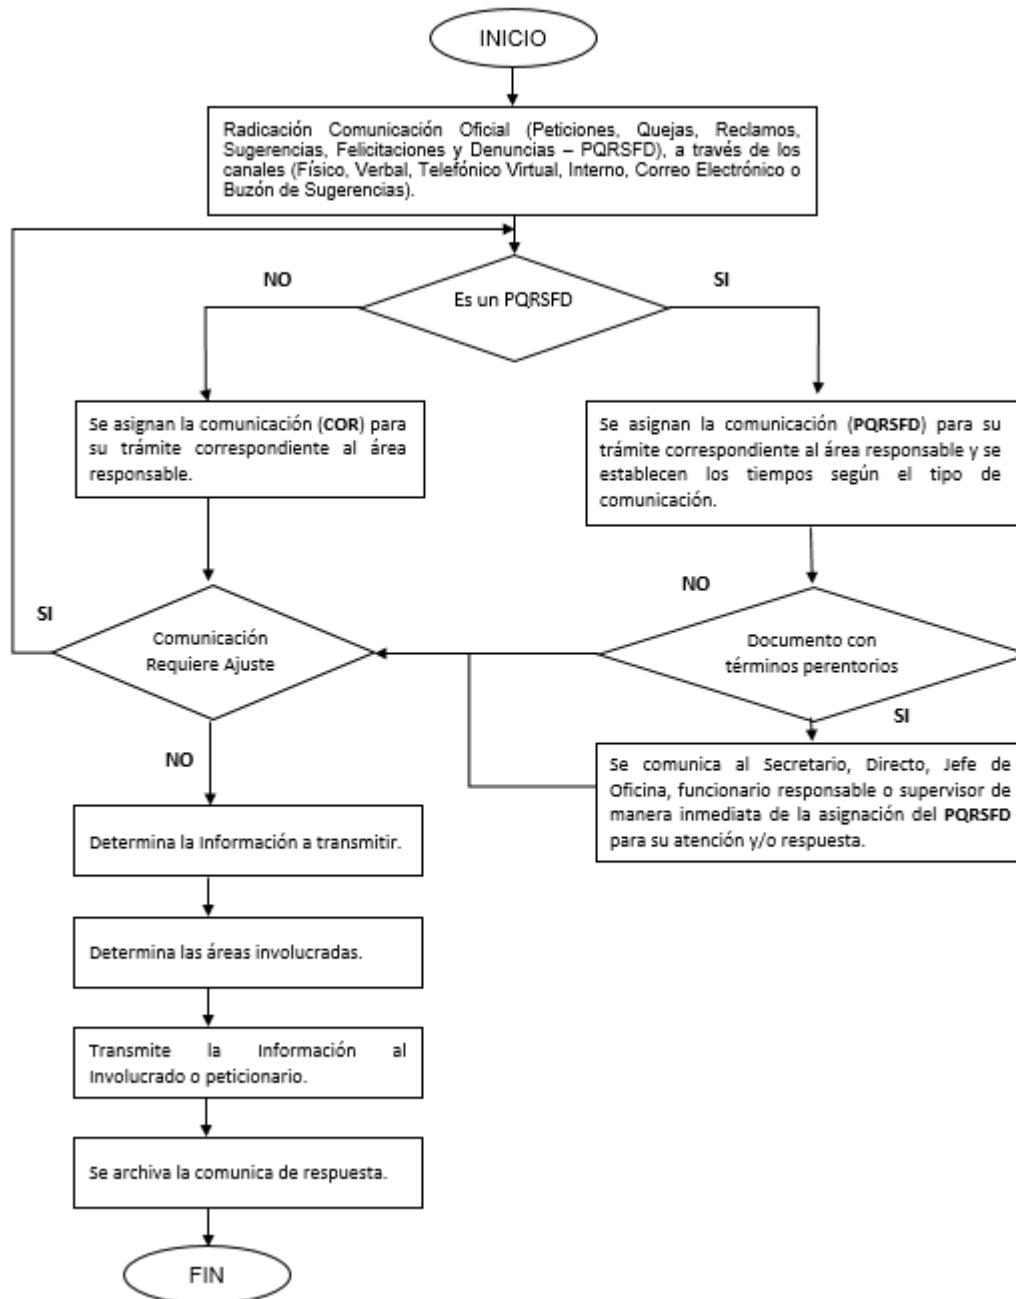 INICIO
Radicación Comunicación Oficial (Peticiones, Quejas, Reclamos,
Sugerencias, Felicitaciones y Denuncias – PQRSFD), a través de los
canales (Físico, Verbal, Telefónico Virtual, Interno, Correo Electrónico o
Buzón de Sugerencias).
NO
SI
Es un PQRSFD
Se asignan la comunicación (COR) para
su trámite correspondiente al área
responsable.
Se asignan la comunicación (PQRSFD) para su
trámite correspondiente al área responsable y se
establecen los tiempos según el tipo de
comunicación.
SI
Comunicación
Requiere Ajuste
NO
NO
Documento con
términos perentorios
SI
Se comunica al Secretario, Directo, Jefe de
Oficina, funcionario responsable o supervisor de
manera inmediata de la asignación del PQRSFD
para su atención y/o respuesta.
Determina la Información a transmitir.
Determina las áreas involucradas.
Transmite la Información al
Involucrado o peticionario.
Se archiva la comunica de respuesta.
FIN